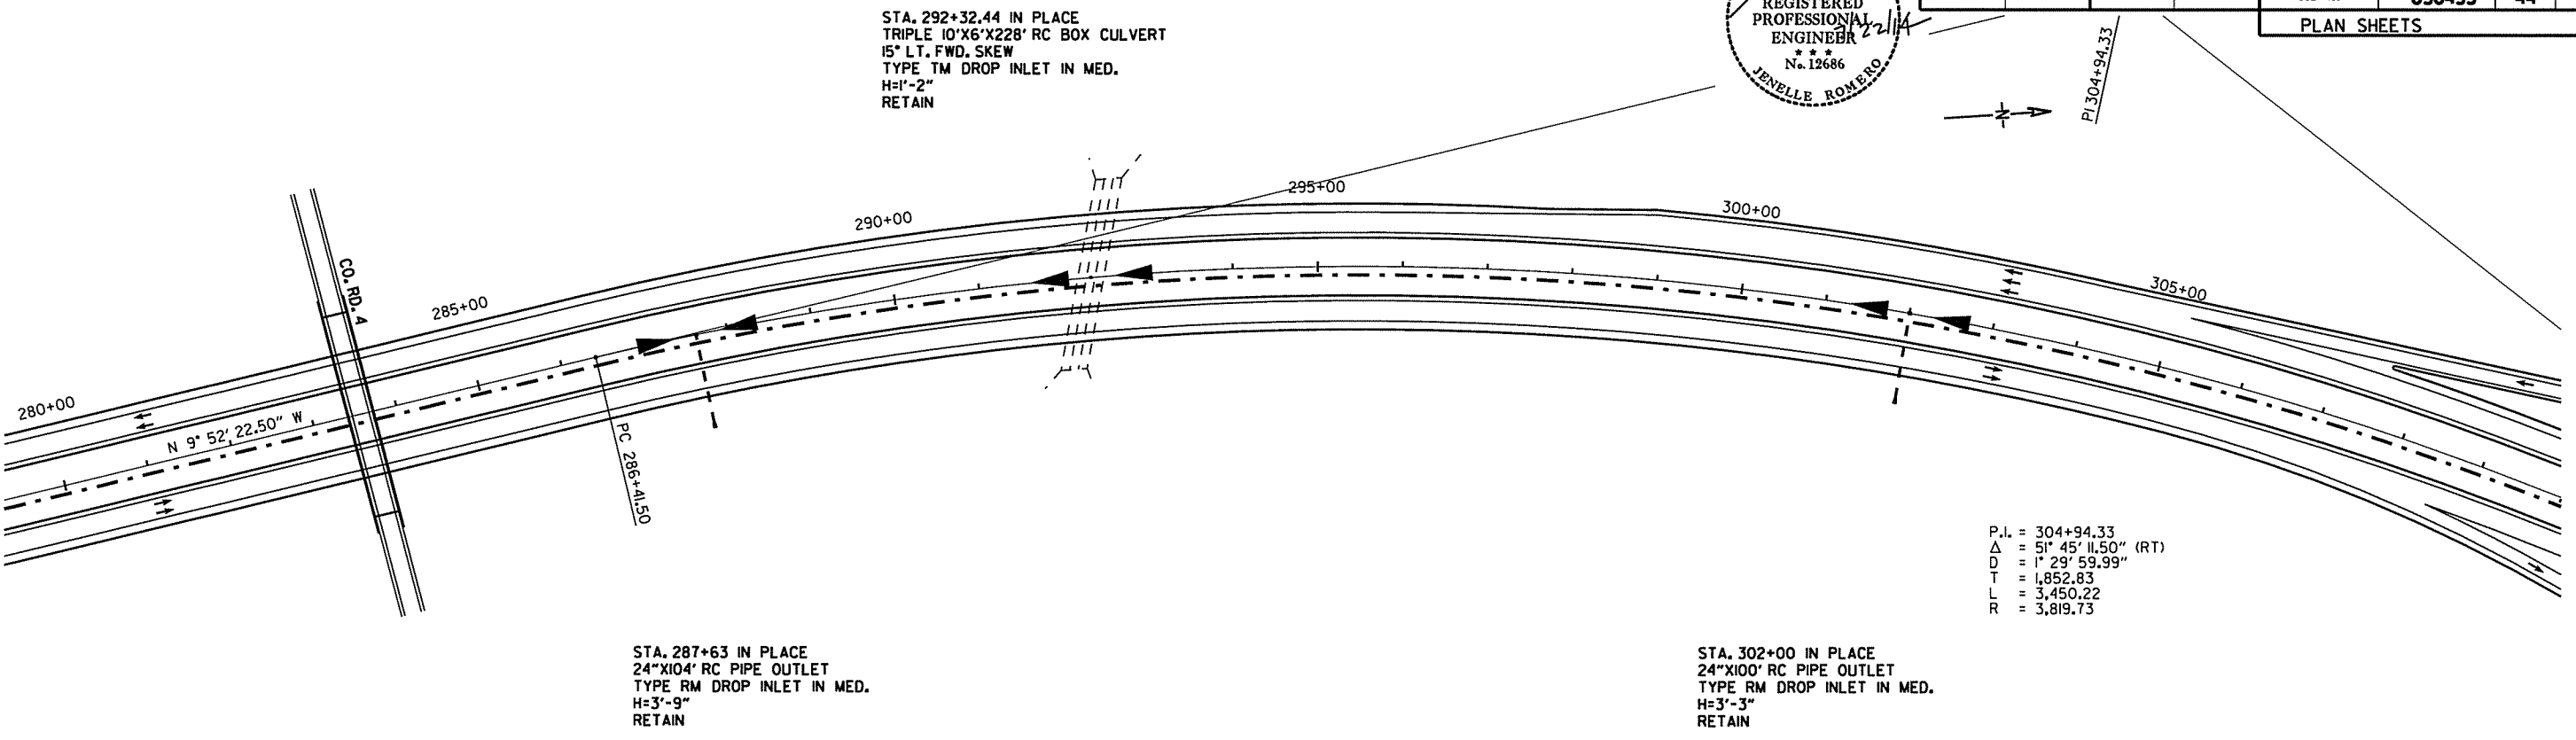 STA. 292+32.44 IN PLACE
TRIPLE 10'X6'X228' RC BOX CULVERT
15° LT. FWD. SKEW
TYPE TM DROP INLET IN MED.
H=1'-2"
RETAIN
REGISTERED
PROFESSIONAL
ENGINEER
★ ★ ★
No. 12686
JENELLE ROMERO
44
PLAN SHEETS
PI 304+94.33
N
280+00
285+00
290+00
295+00
300+00
305+00
CO. RD. 4
N 9° 52' 22.50" W
PC 286+41.50
P.I. = 304+94.33
Δ = 51° 45' 11.50" (RT)
D = 1° 29' 59.99"
T = 1,852.83
L = 3,450.22
R = 3,819.73
STA. 287+63 IN PLACE
24"X104' RC PIPE OUTLET
TYPE RM DROP INLET IN MED.
H=3'-9"
RETAIN
STA. 302+00 IN PLACE
24"X100' RC PIPE OUTLET
TYPE RM DROP INLET IN MED.
H=3'-3"
RETAIN